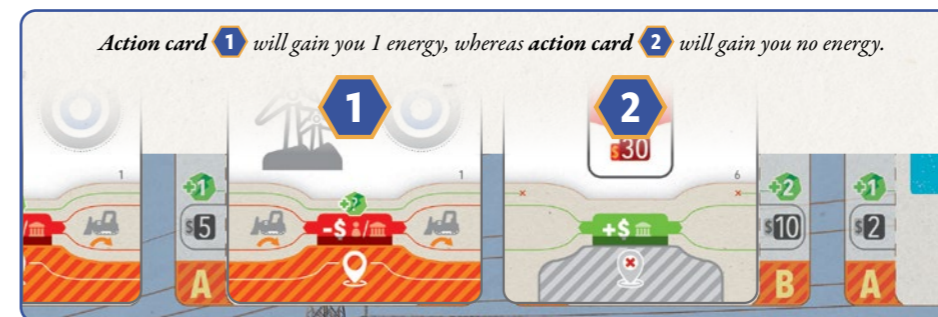 Action card 1 will gain you 1 energy, whereas action card 2 will gain you no energy.
1 2
$30
1 1 6
+1 +2 +1
$5 -$ / +$ $10 $2
A B A